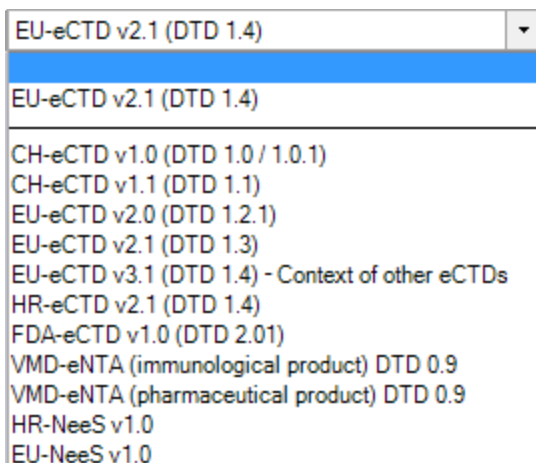 EU-eCTD v2.1 (DTD 1.4)
EU-eCTD v2.1 (DTD 1.4)
CH-eCTD v1.0 (DTD 1.0 / 1.0.1)
CH-eCTD v1.1 (DTD 1.1)
EU-eCTD v2.0 (DTD 1.2.1)
EU-eCTD v2.1 (DTD 1.3)
EU-eCTD v3.1 (DTD 1.4) - Context of other eCTDs
HR-eCTD v2.1 (DTD 1.4)
FDA-eCTD v1.0 (DTD 2.01)
VMD-eNTA (immunological product) DTD 0.9
VMD-eNTA (pharmaceutical product) DTD 0.9
HR-NeeS v1.0
EU-NeeS v1.0